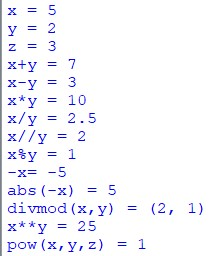 x = 5
y = 2
z = 3
x+y = 7
x-y = 3
x*y = 10
x/y = 2.5
x//y = 2
x%y = 1
-x= -5
abs(-x) = 5
divmod(x,y) = (2, 1)
x**y = 25
pow(x,y,z) = 1